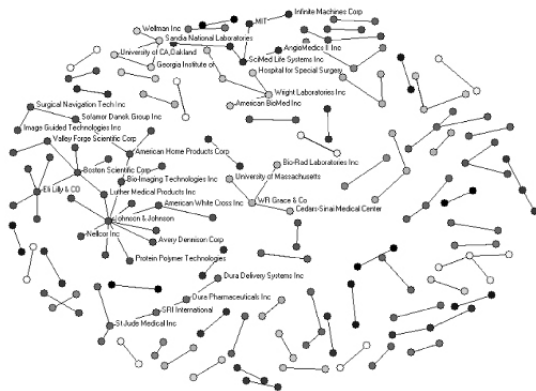 Infinite Machines Corp
MIT
Wellman Inc
Sandia National Laboratories
AngioMedics II Inc
University of CA,Oakland
SciMed Life Systems Inc
Georgia Institute of
Hospital for Special Surgery
Wright Laboratories Inc
American BioMed Inc
Surgical Navigation Tech Inc
Sofamor Danek Group Inc
Image Guided Technologies Inc
Valley Forge Scientific Corp
American Home Products Corp
Bio-Rad Laboratories Inc
Boston Scientific Corp
University of Massachusetts
Bio-Imaging Technologies Inc
Eli Lilly & CO
Luther Medical Products Inc
American White Cross Inc
WR Grace & Co
Cedars-Sinai Medical Center
Johnson & Johnson
Nellcor Inc
Avery Dennison Corp
Protein Polymer Technologies
Dura Delivery Systems Inc
Dura Pharmaceuticals Inc
SRI International
St Jude Medical Inc